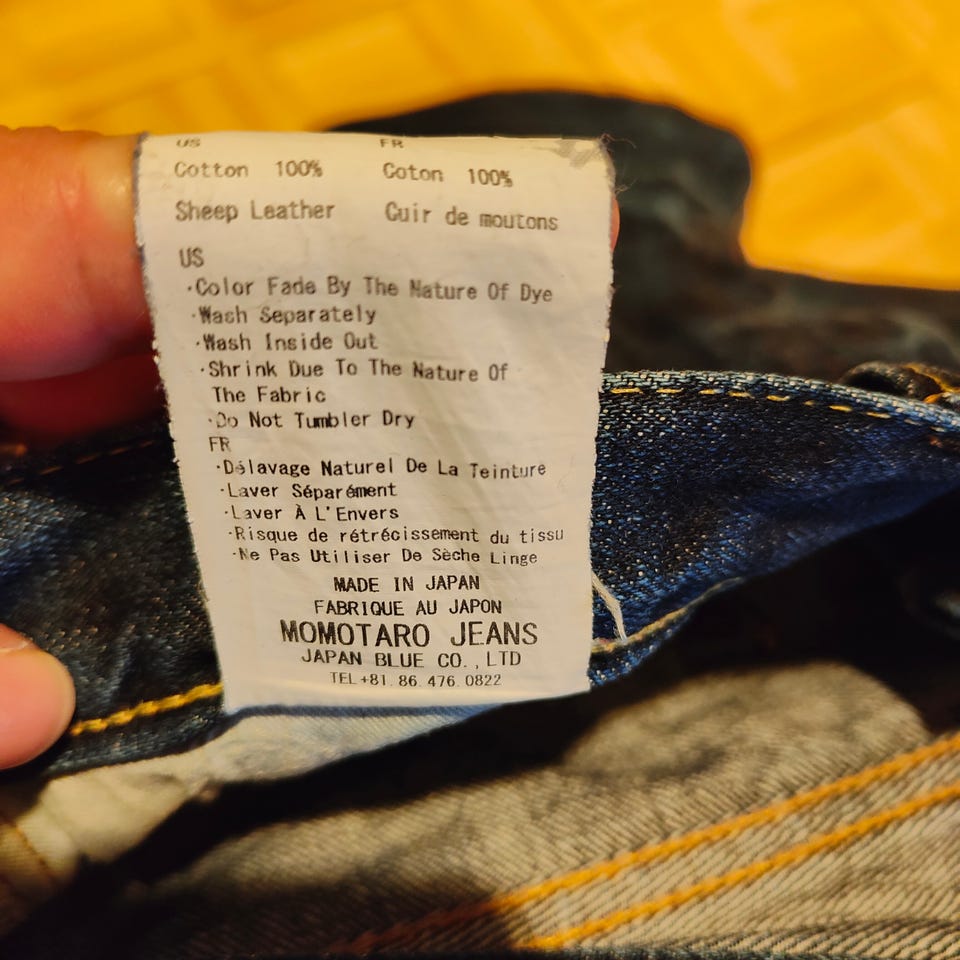 US FR
Cotton 100% Coton 100%
Sheep Leather Cuir de moutons
US
·Color Fade By The Nature Of Dye
·Wash Separately
·Wash Inside Out
·Shrink Due To The Nature Of
The Fabric
·Do Not Tumbler Dry
FR
·Délavage Naturel De La Teinture
·Laver Séparément
·Laver À L'Envers
·Risque de rétrécissement du tissu
·Ne Pas Utiliser De Sèche Linge
MADE IN JAPAN
FABRIQUE AU JAPON
MOMOTARO JEANS
JAPAN BLUE CO.,LTD
TEL+81.86.476.0822